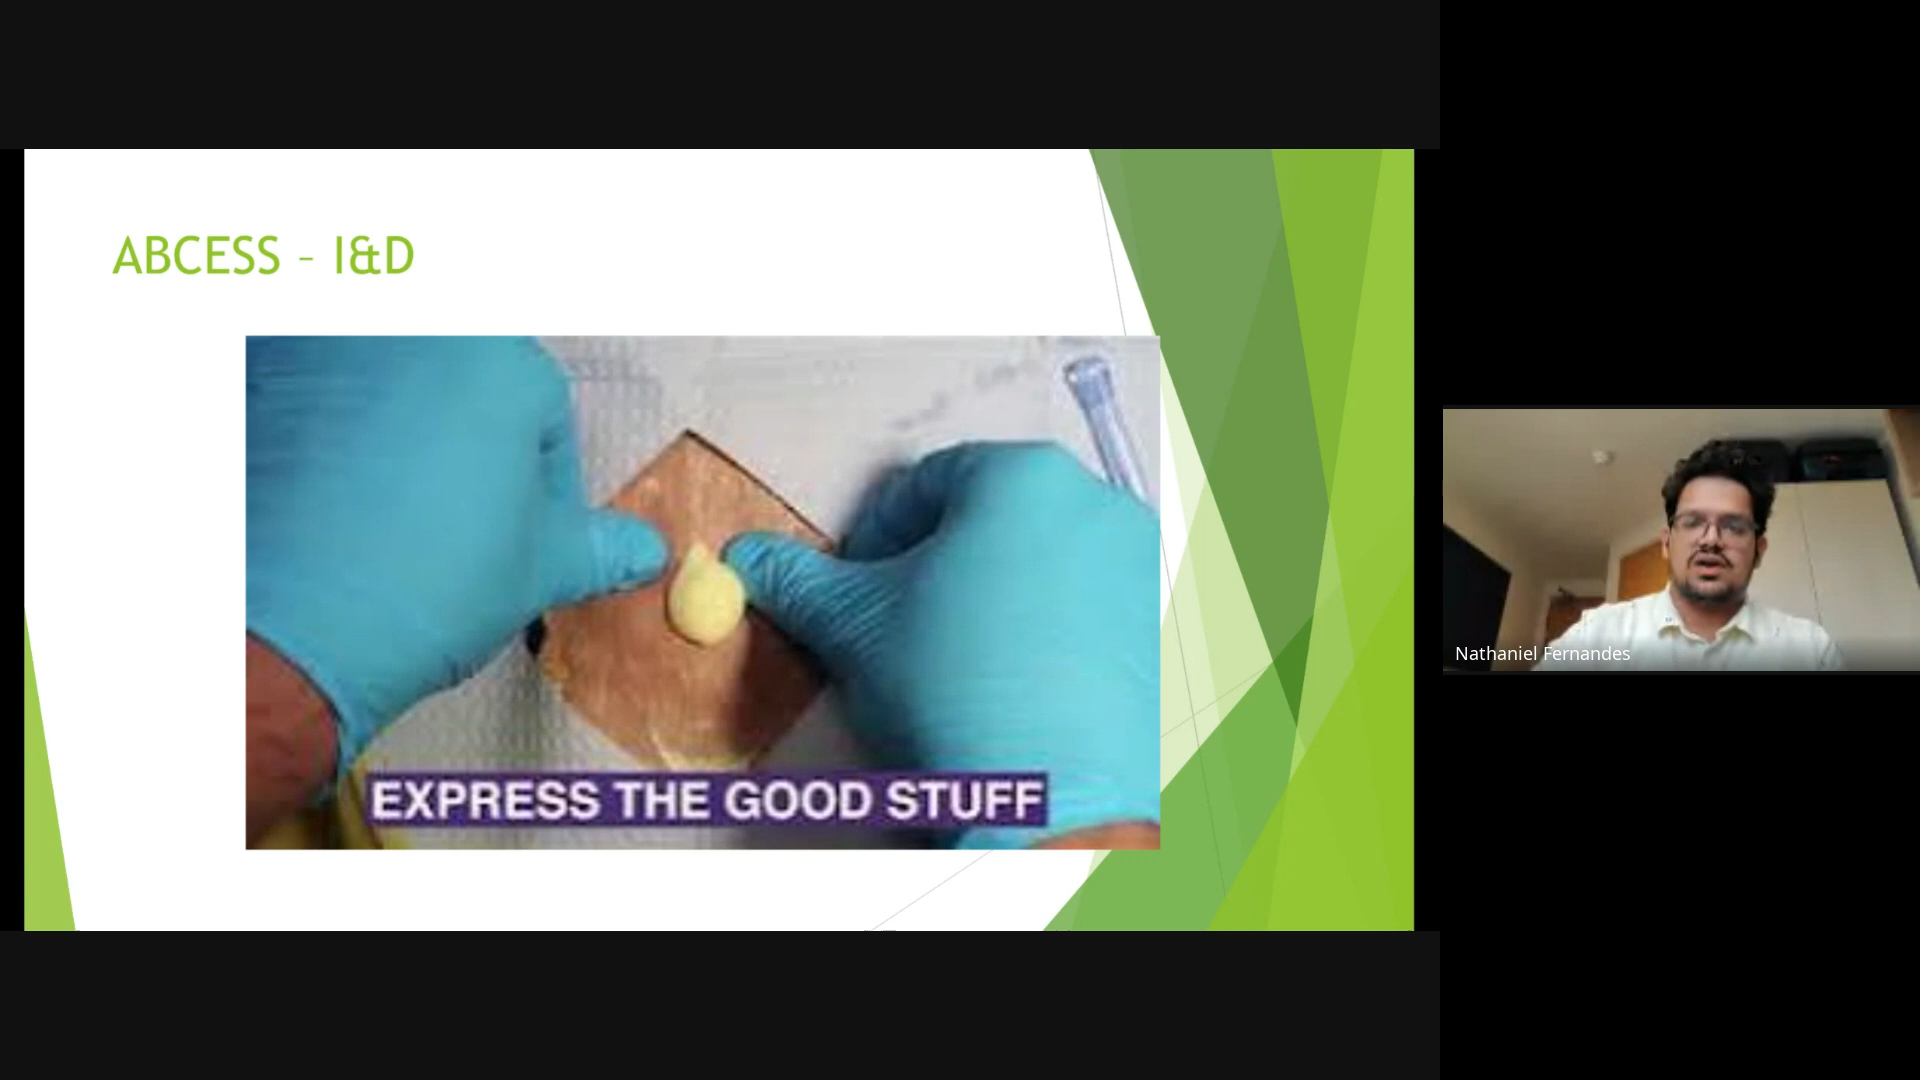 ABCESS – I&D
EXPRESS THE GOOD STUFF
Nathaniel Fernandes